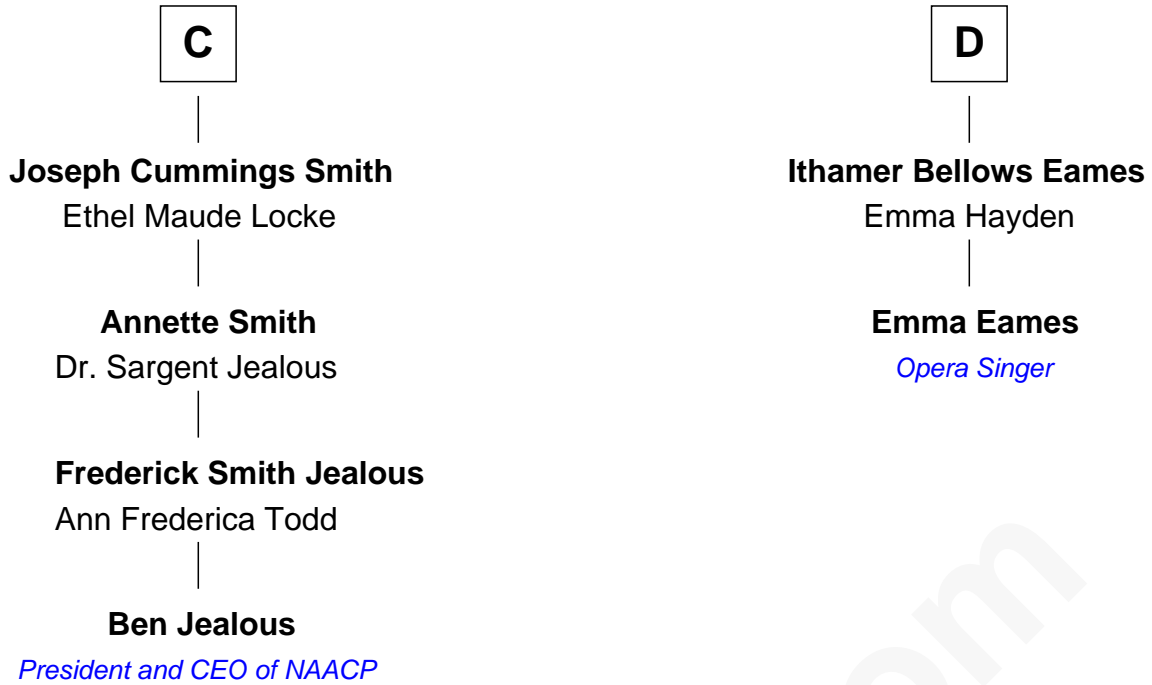 C
Joseph Cummings Smith
Ethel Maude Locke
Annette Smith
Dr. Sargent Jealous
Frederick Smith Jealous
Ann Frederica Todd
Ben Jealous
President and CEO of NAACP
D
Ithamer Bellows Eames
Emma Hayden
Emma Eames
Opera Singer
om